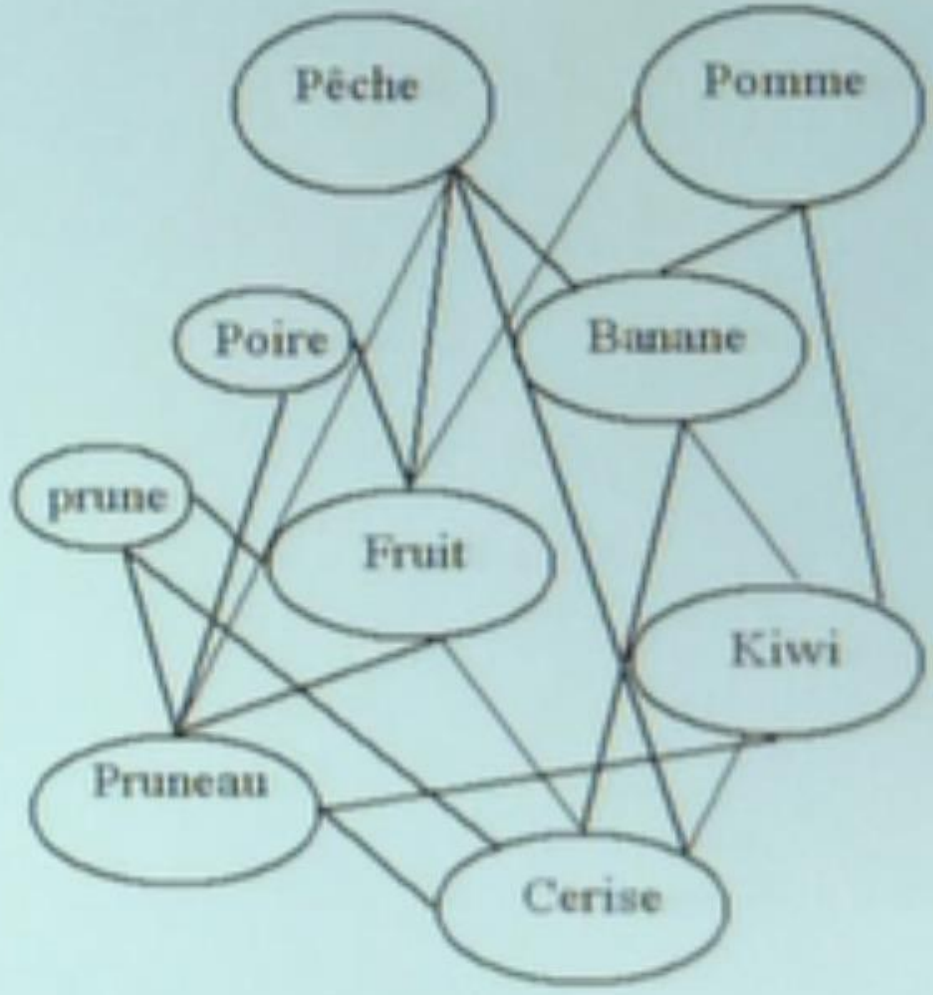 Pêche
Pomme
Poire
Banane
prune
Fruit
Kiwi
Pruneau
Cerise